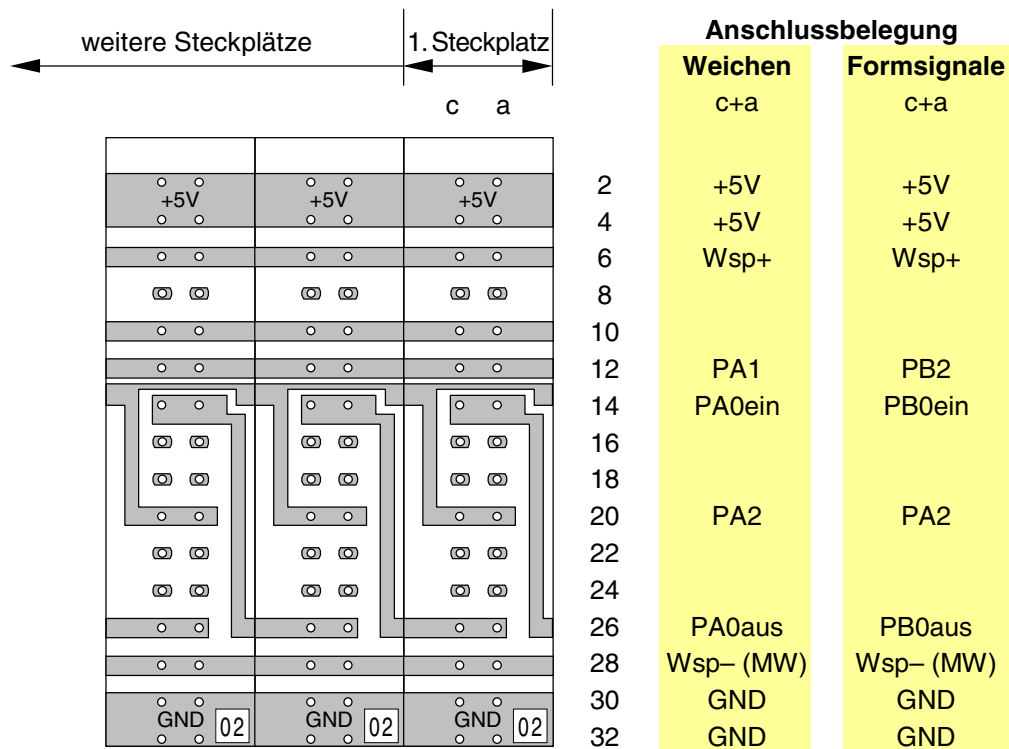 weitere Steckplätze 1. Steckplatz Anschlussbelegung
Weichen Formsignale
c a c+a c+a
+5V +5V +5V
2 +5V +5V
4 +5V +5V
6 Wsp+ Wsp+
8
10
12 PA1 PB2
14 PA0ein PB0ein
16
18
20 PA2 PA2
22
24
26 PA0aus PB0aus
28 Wsp– (MW) Wsp– (MW)
30 GND GND
GND 02 GND 02 GND 02
32 GND GND